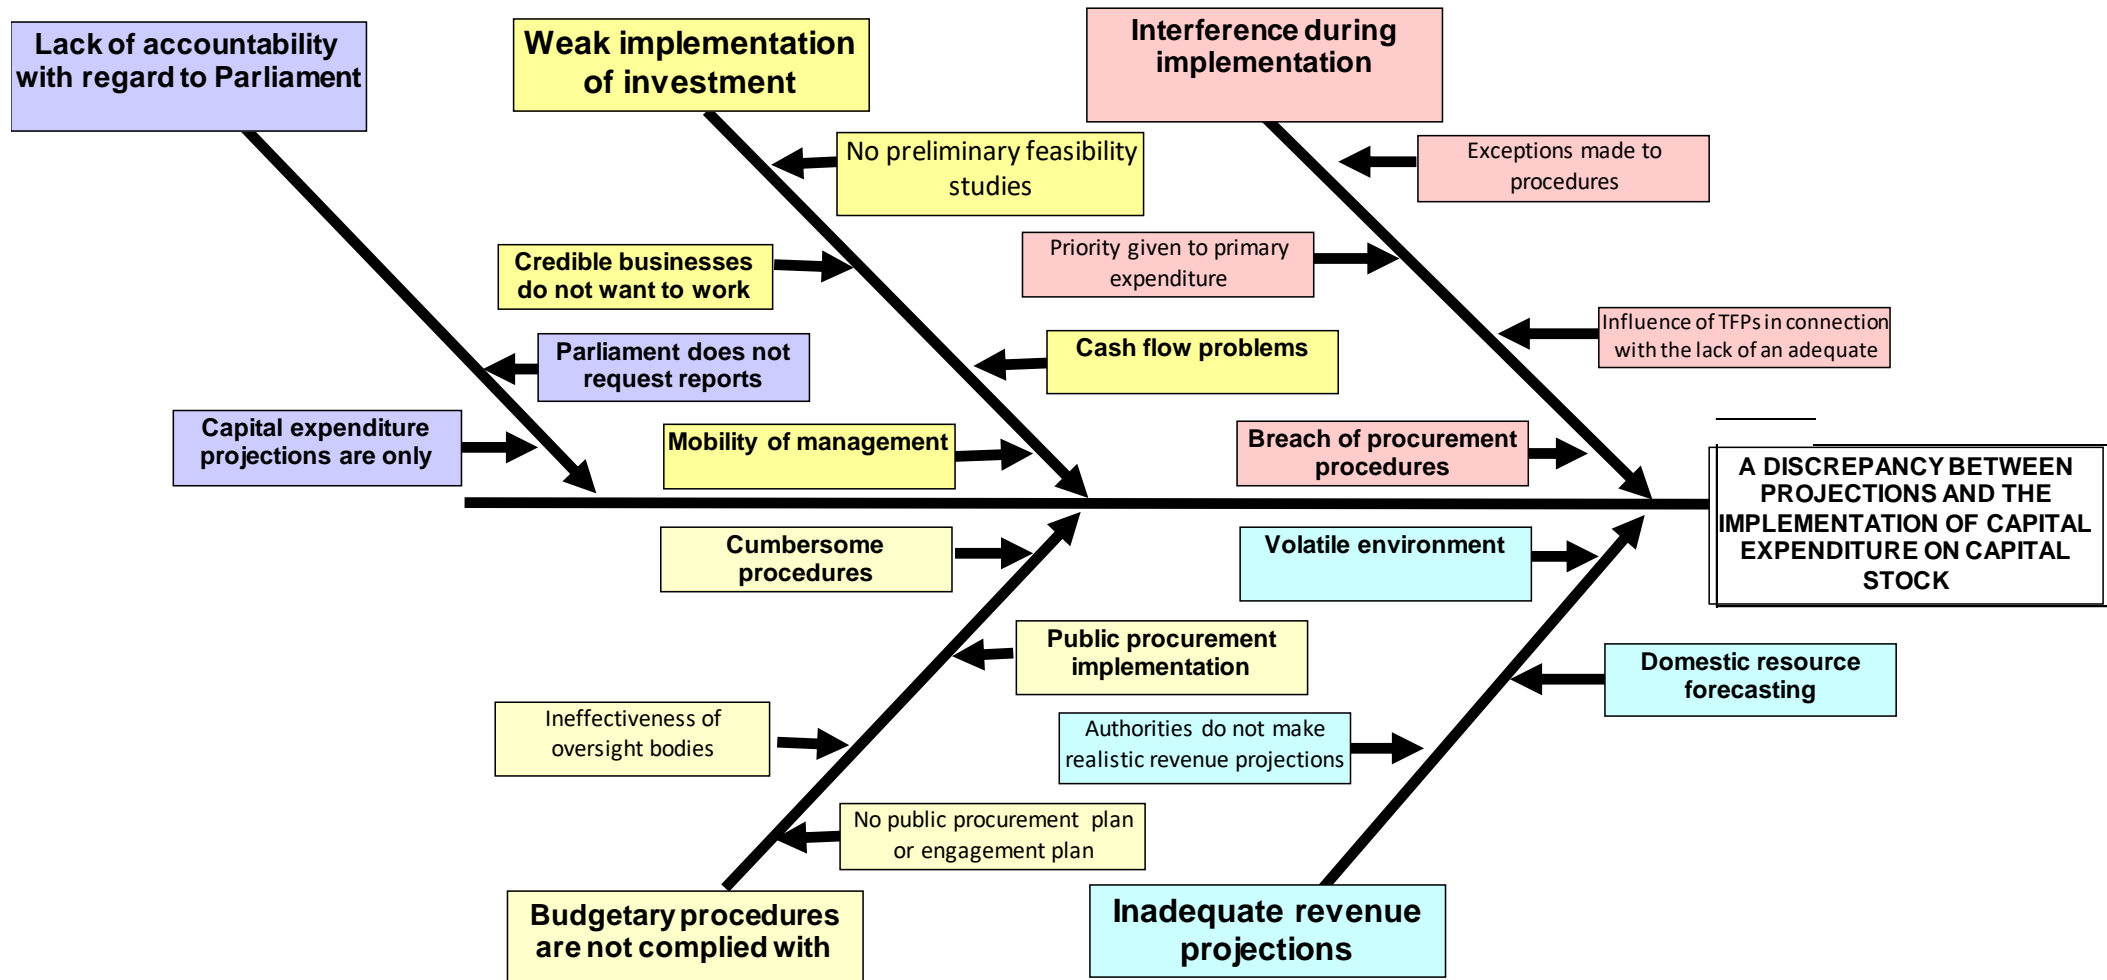 Lack of accountability
with regard to Parliament
Weak implementation
of investment
Interference during
implementation
No preliminary feasibility
studies
Exceptions made to
procedures
Credible businesses
do not want to work
Priority given to primary
expenditure
Parliament does not
request reports
Cash flow problems
Influence of TFPs in connection
with the lack of an adequate
Capital expenditure
projections are only
Mobility of management
Breach of procurement
procedures
A DISCREPANCY BETWEEN
PROJECTIONS AND THE
IMPLEMENTATION OF CAPITAL
EXPENDITURE ON CAPITAL
STOCK
Cumbersome
procedures
Volatile environment
Public procurement
implementation
Domestic resource
forecasting
Ineffectiveness of
oversight bodies
Authorities do not make
realistic revenue projections
No public procurement plan
or engagement plan
Budgetary procedures
are not complied with
Inadequate revenue
projections